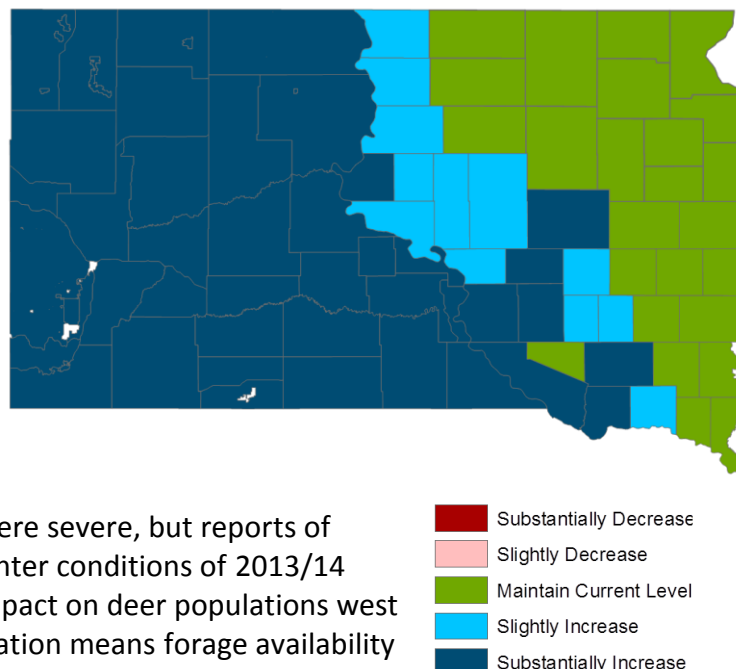 ere severe, but reports of
nter conditions of 2013/14
pact on deer populations west
ation means forage availability
Substantially Decrease
Slightly Decrease
Maintain Current Level
Slightly Increase
Substantially Increase